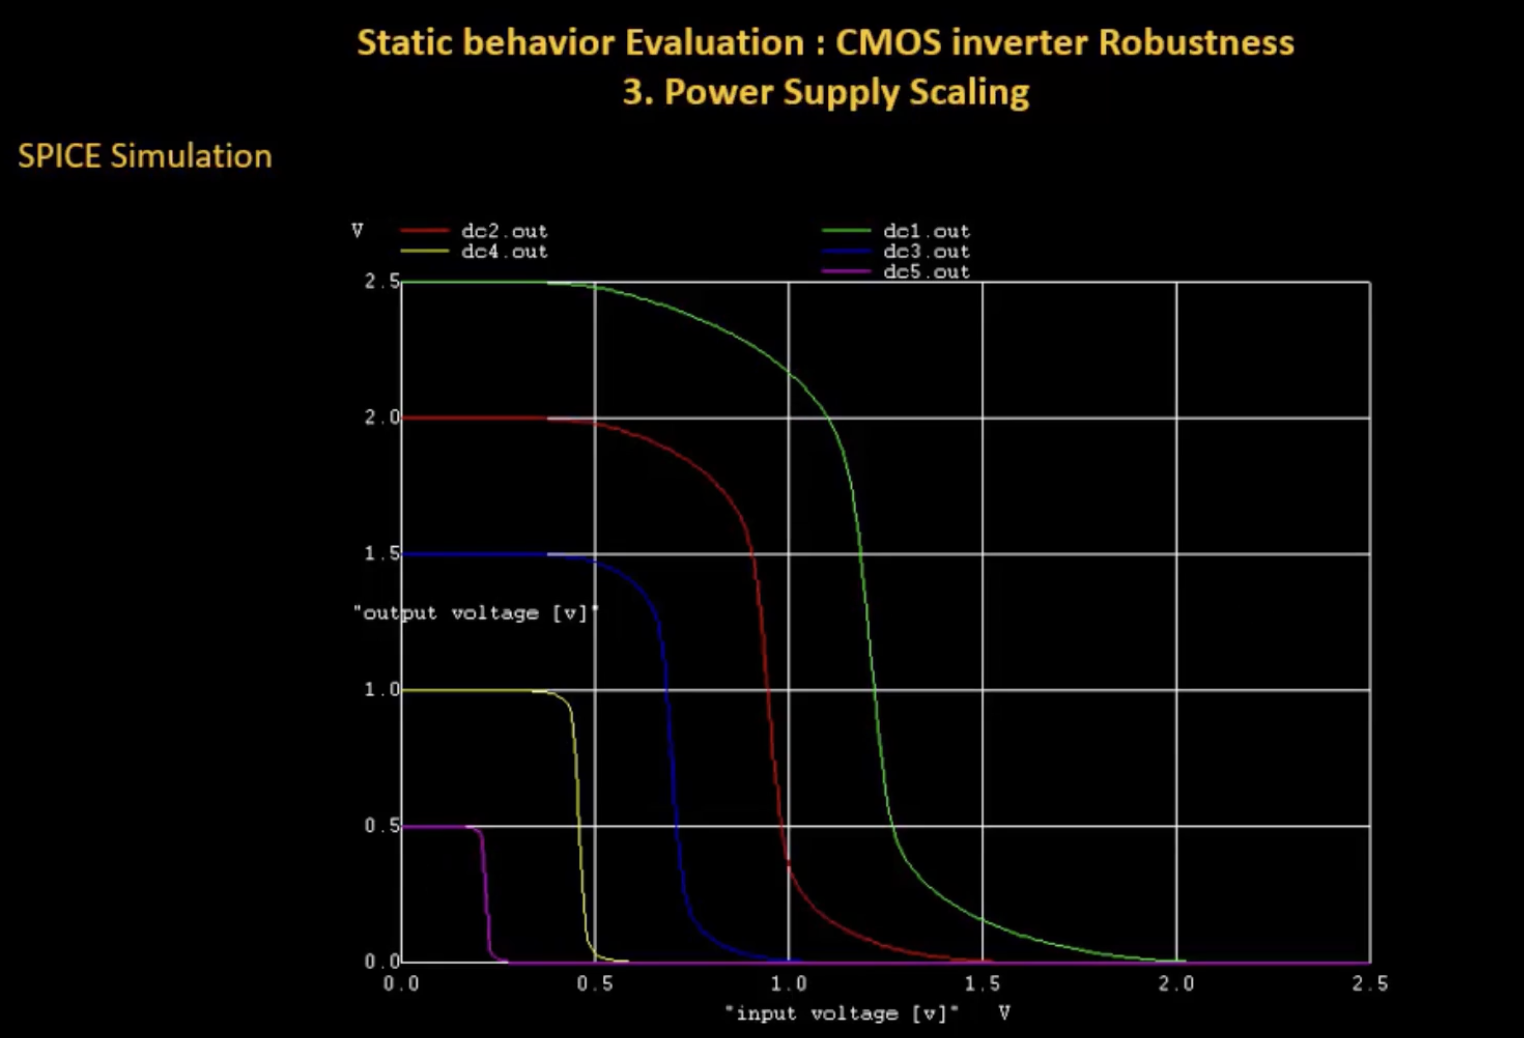 Static behavior Evaluation : CMOS inverter Robustness
3. Power Supply Scaling
SPICE Simulation
V dc2.out dc1.out
dc4.out dc3.out
dc5.out
2.5
2.0
1.5
"output voltage [v]"
1.0
0.5
0.0
0.0 0.5 1.0 1.5 2.0 2.5
"input voltage [v]" V